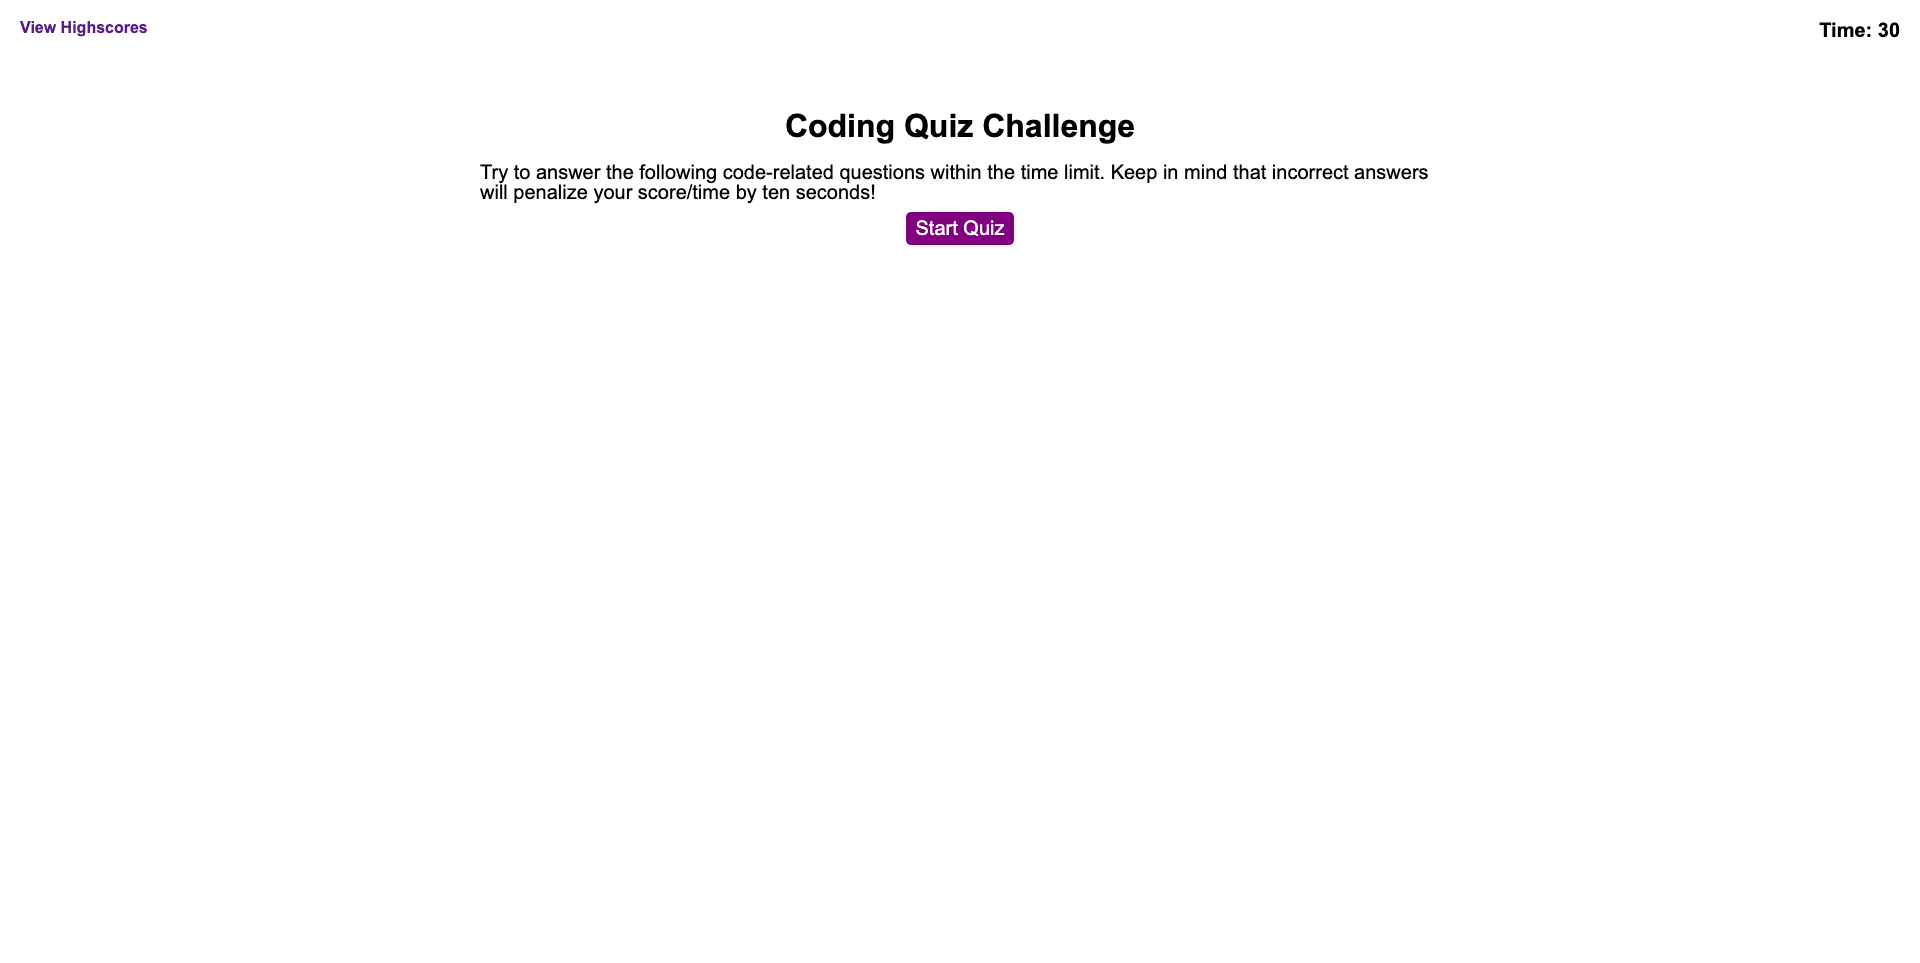 View Highscores
Time: 30
Coding Quiz Challenge
Try to answer the following code-related questions within the time limit. Keep in mind that incorrect answers
will penalize your score/time by ten seconds!
Start Quiz